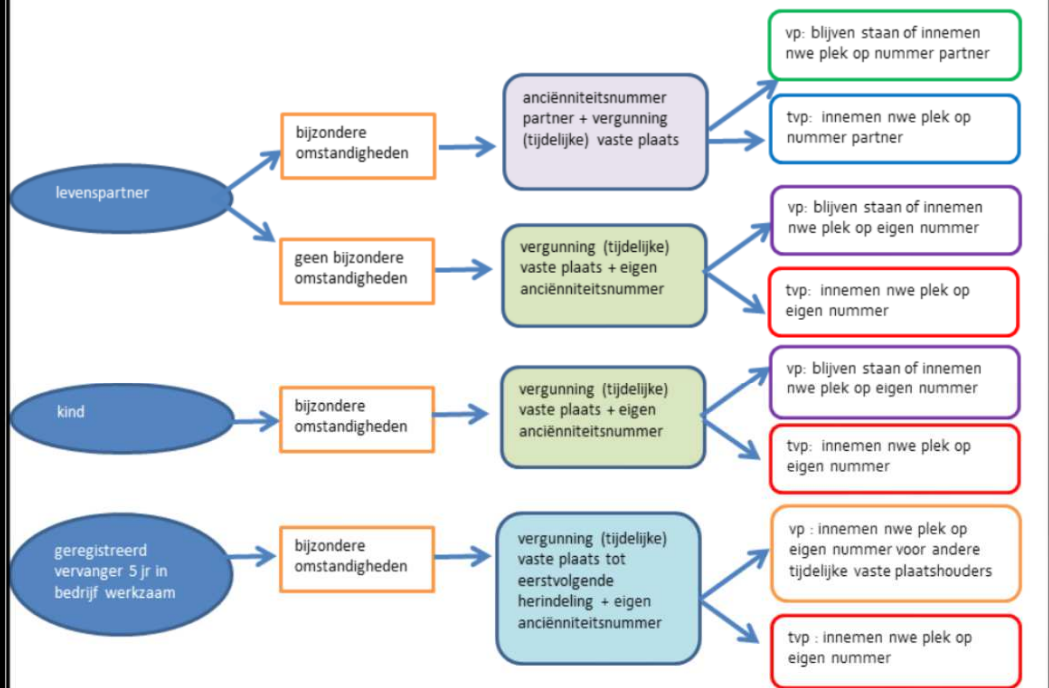 levenspartner
bijzondere
omstandigheden
anciënniteitsnummer
partner + vergunning
(tijdelijke) vaste plaats
vp: blijven staan of innemen
nwe plek op nummer partner
tvp: innemen nwe plek op
nummer partner
geen bijzondere
omstandigheden
vergunning (tijdelijke)
vaste plaats + eigen
anciënniteitsnummer
vp: blijven staan of innemen
nwe plek op eigen nummer
tvp: innemen nwe plek op
eigen nummer
kind
bijzondere
omstandigheden
vergunning (tijdelijke)
vaste plaats + eigen
anciënniteitsnummer
vp: blijven staan of innemen
nwe plek op eigen nummer
tvp: innemen nwe plek op
eigen nummer
geregistreerd
vervanger 5 jr in
bedrijf werkzaam
bijzondere
omstandigheden
vergunning (tijdelijke)
vaste plaats tot
eerstvolgende
herindeling + eigen
anciënniteitsnummer
vp : innemen nwe plek op
eigen nummer voor andere
tijdelijke vaste plaatshouders
tvp : innemen nwe plek op
eigen nummer